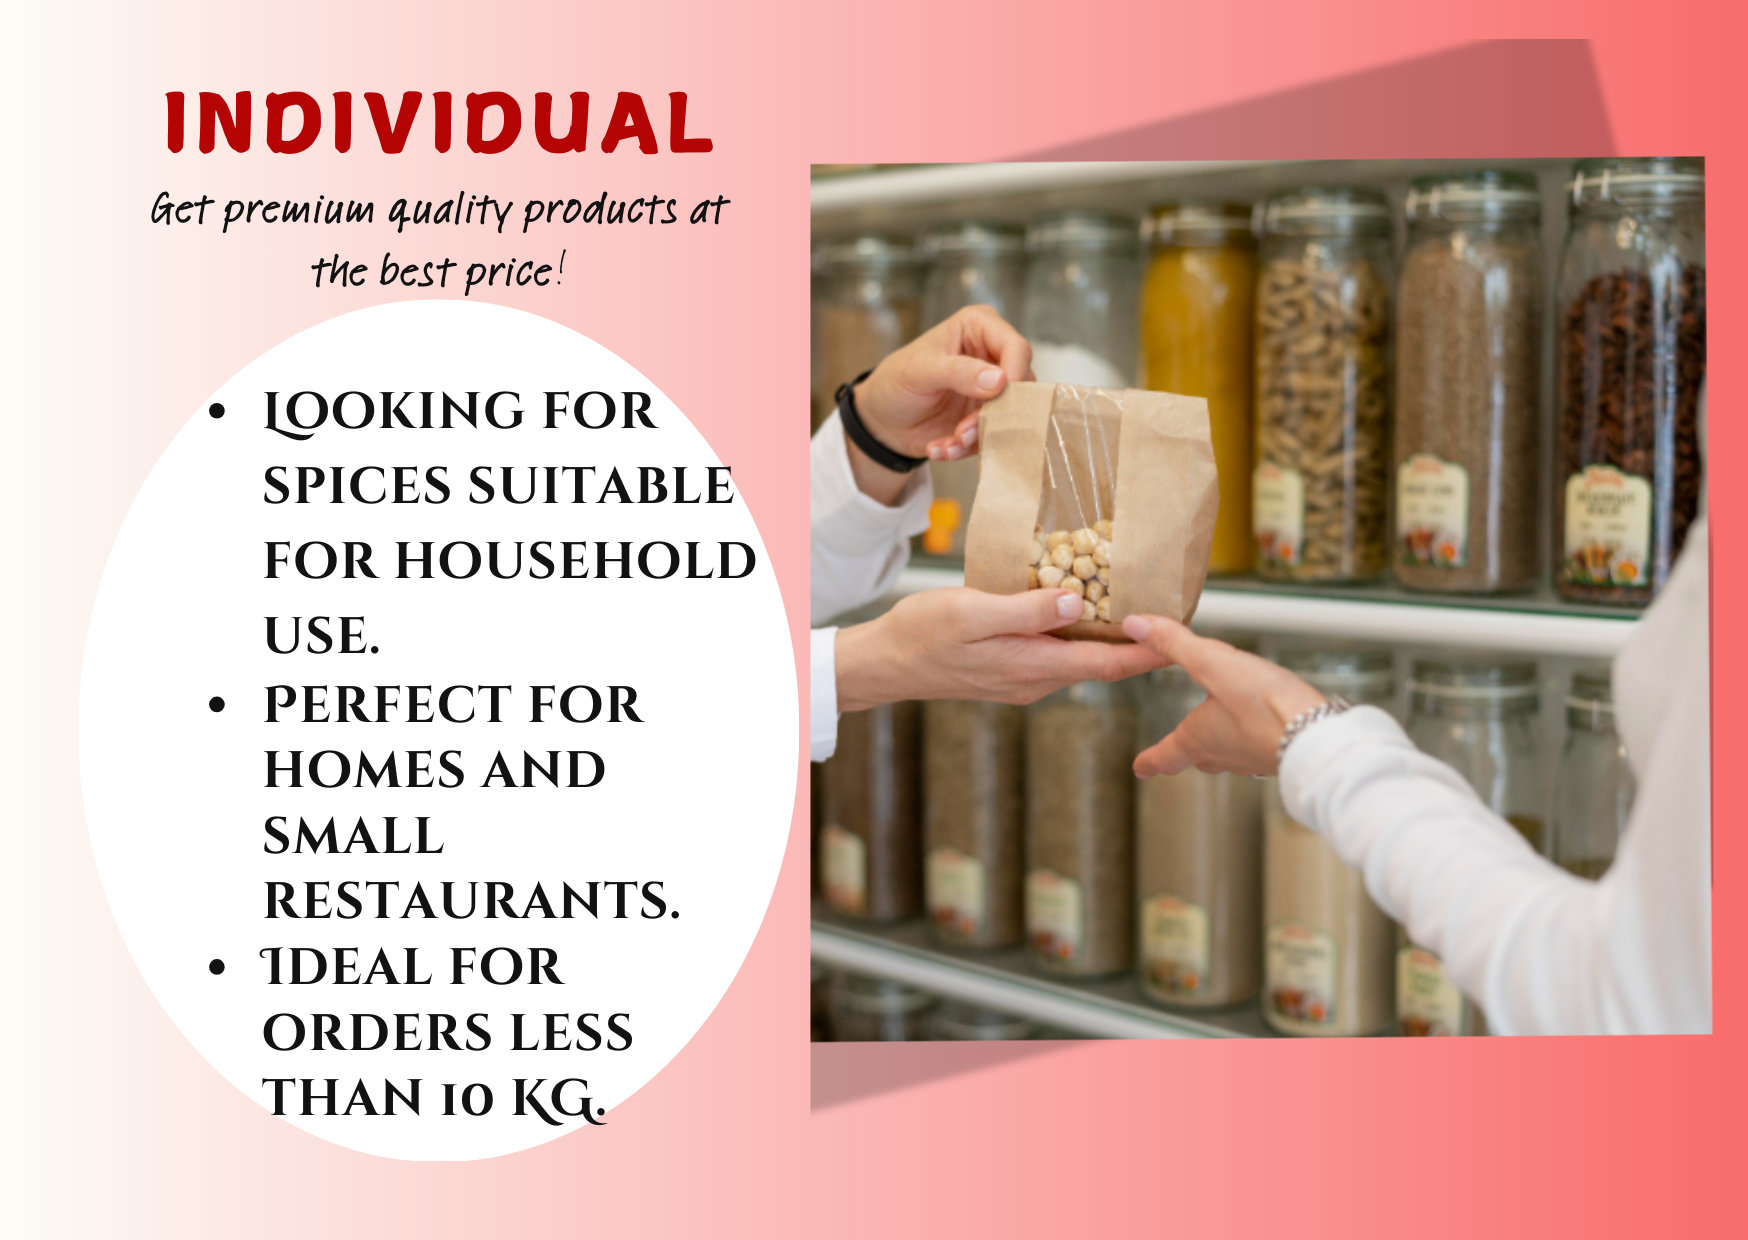 INDIVIDUAL
Get premium quality products at
the best price!
• Looking for
spices suitable
for household
use.
• Perfect for
homes and
small
restaurants.
• Ideal for
orders less
than 10 KG.